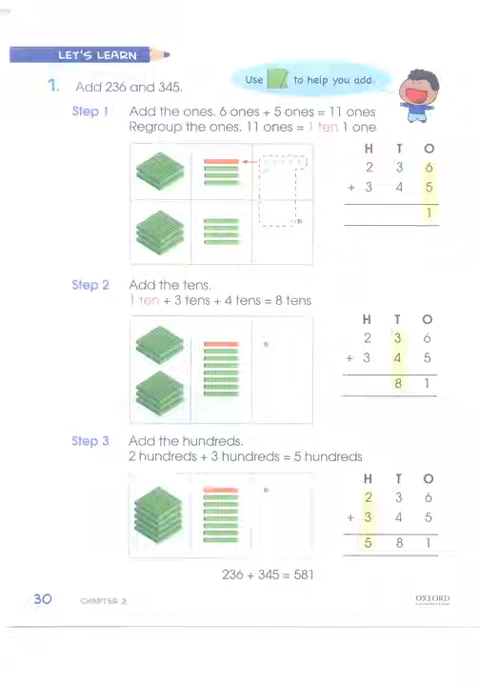 LET'S LEARN
Use to help you add.
1. Add 236 and 345.
Step 1 Add the ones. 6 ones + 5 ones = 11 ones
Regroup the ones. 11 ones = 1 ten 1 one
H T O
2 3 6
+ 3 4 5
1
Step 2 Add the tens.
1 ten + 3 tens + 4 tens = 8 tens
H T O
2 3 6
+ 3 4 5
8 1
Step 3 Add the hundreds.
2 hundreds + 3 hundreds = 5 hundreds
H T O
2 3 6
+ 3 4 5
5 8 1
236 + 345 = 581
30 CHAPTER 2
OXFORD